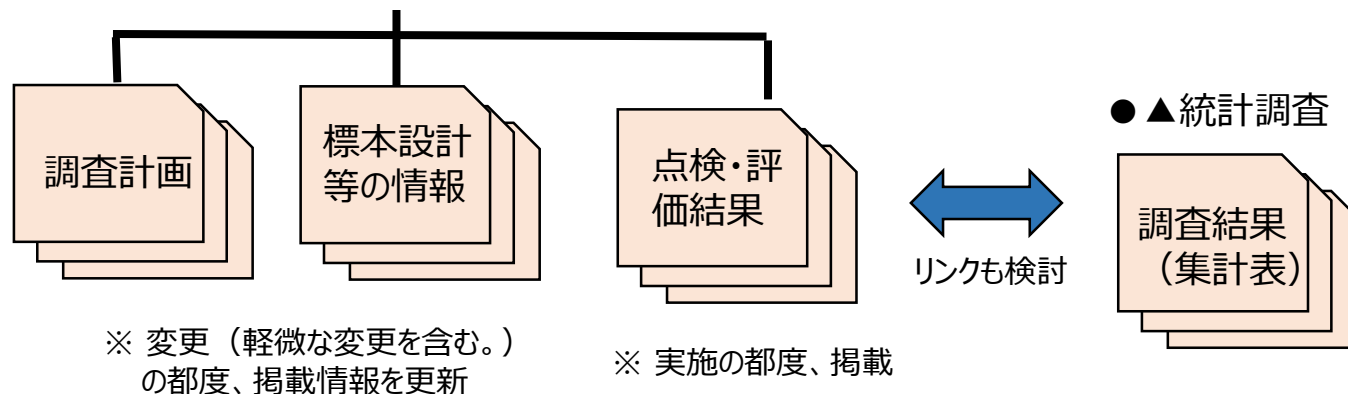 調査計画
標本設計
等の情報
点検・評
価結果
リンクも検討
●▲統計調査
調査結果
（集計表）
※ 変更（軽微な変更を含む。）
の都度、掲載情報を更新
※ 実施の都度、掲載